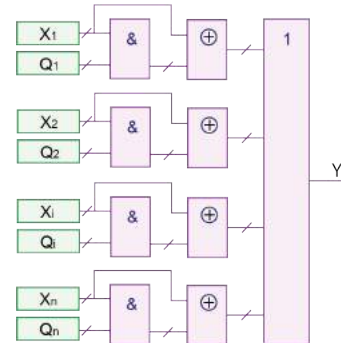 X1 & ⊕ 1
Q1
X2 & ⊕
Q2
Y
Xi & ⊕
Qi
Xn & ⊕
Qn